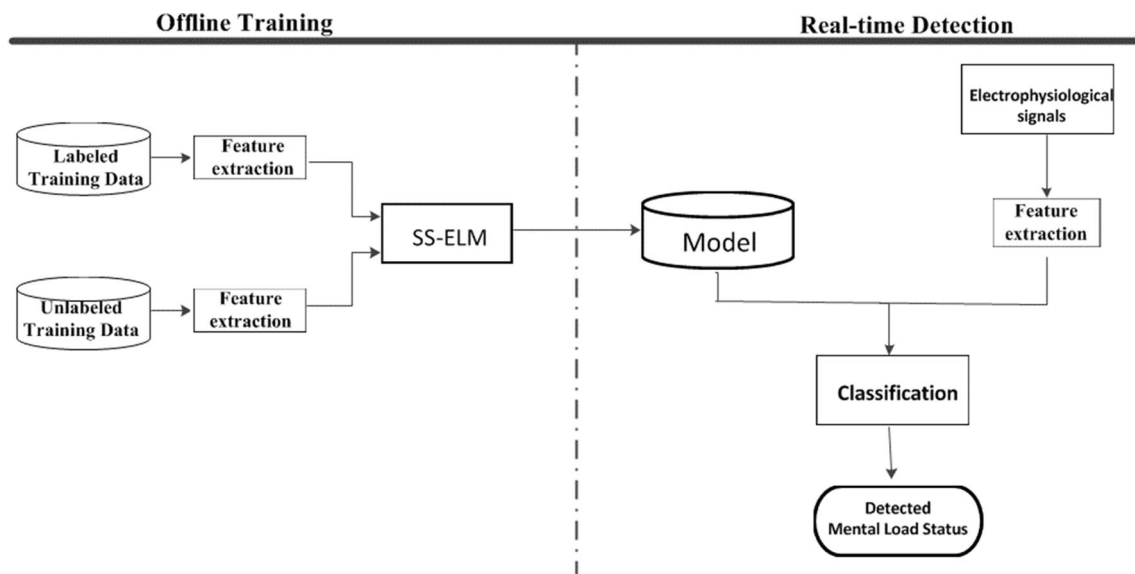 Offline Training
Real-time Detection
Labeled
Training Data
Feature
extraction
Unlabeled
Training Data
Feature
extraction
SS-ELM
Model
Electrophysiological
signals
Feature
extraction
Classification
Detected
Mental Load Status